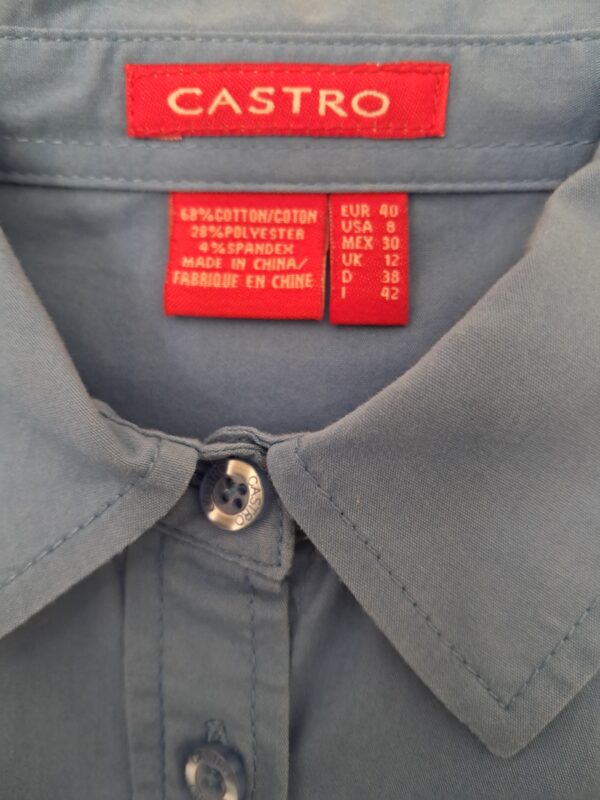 CASTRO
68%COTTON/COTON
28%POLYESTER
4%SPANDEX
MADE IN CHINA/
FABRIQUE EN CHINE
EUR 40
USA 8
MEX 30
UK 12
D 38
I 42
CASTRO